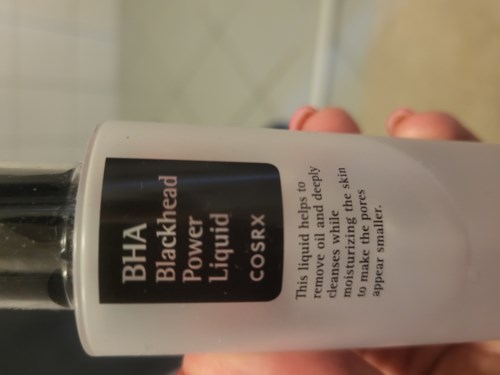 BHA
Blackhead
Power
Liquid
COSRX
This liquid helps to
remove oil and deeply
cleanses while
moisturizing the skin
to make the pores
appear smaller.